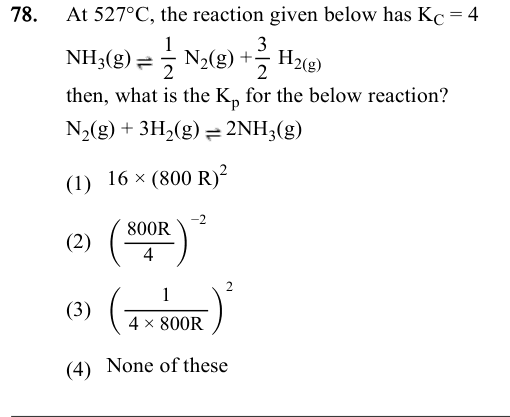 78. At 527°C, the reaction given below has K_C = 4
NH₃(g) ⇌ 1/2 N₂(g) + 3/2 H₂(g)
then, what is the K_p for the below reaction?
N₂(g) + 3H₂(g) ⇌ 2NH₃(g)
(1) 16 × (800 R)²
(2) (800R/4)⁻²
(3) (1/(4 × 800R))²
(4) None of these